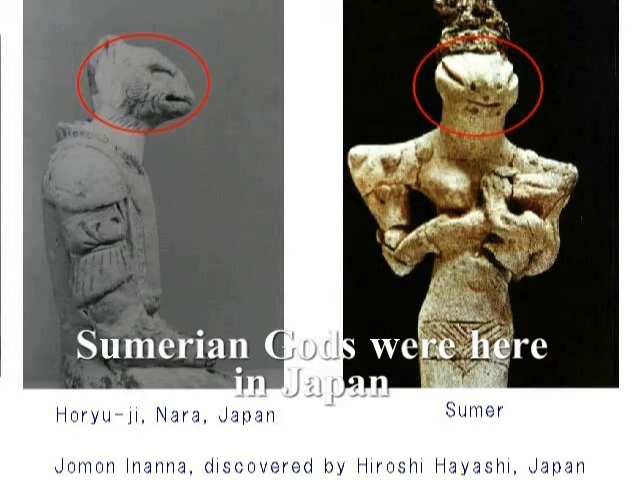 Sumerian Gods were here
in Japan
Horyu-ji, Nara, Japan
Sumer
Jomon Inanna, discovered by Hiroshi Hayashi, Japan